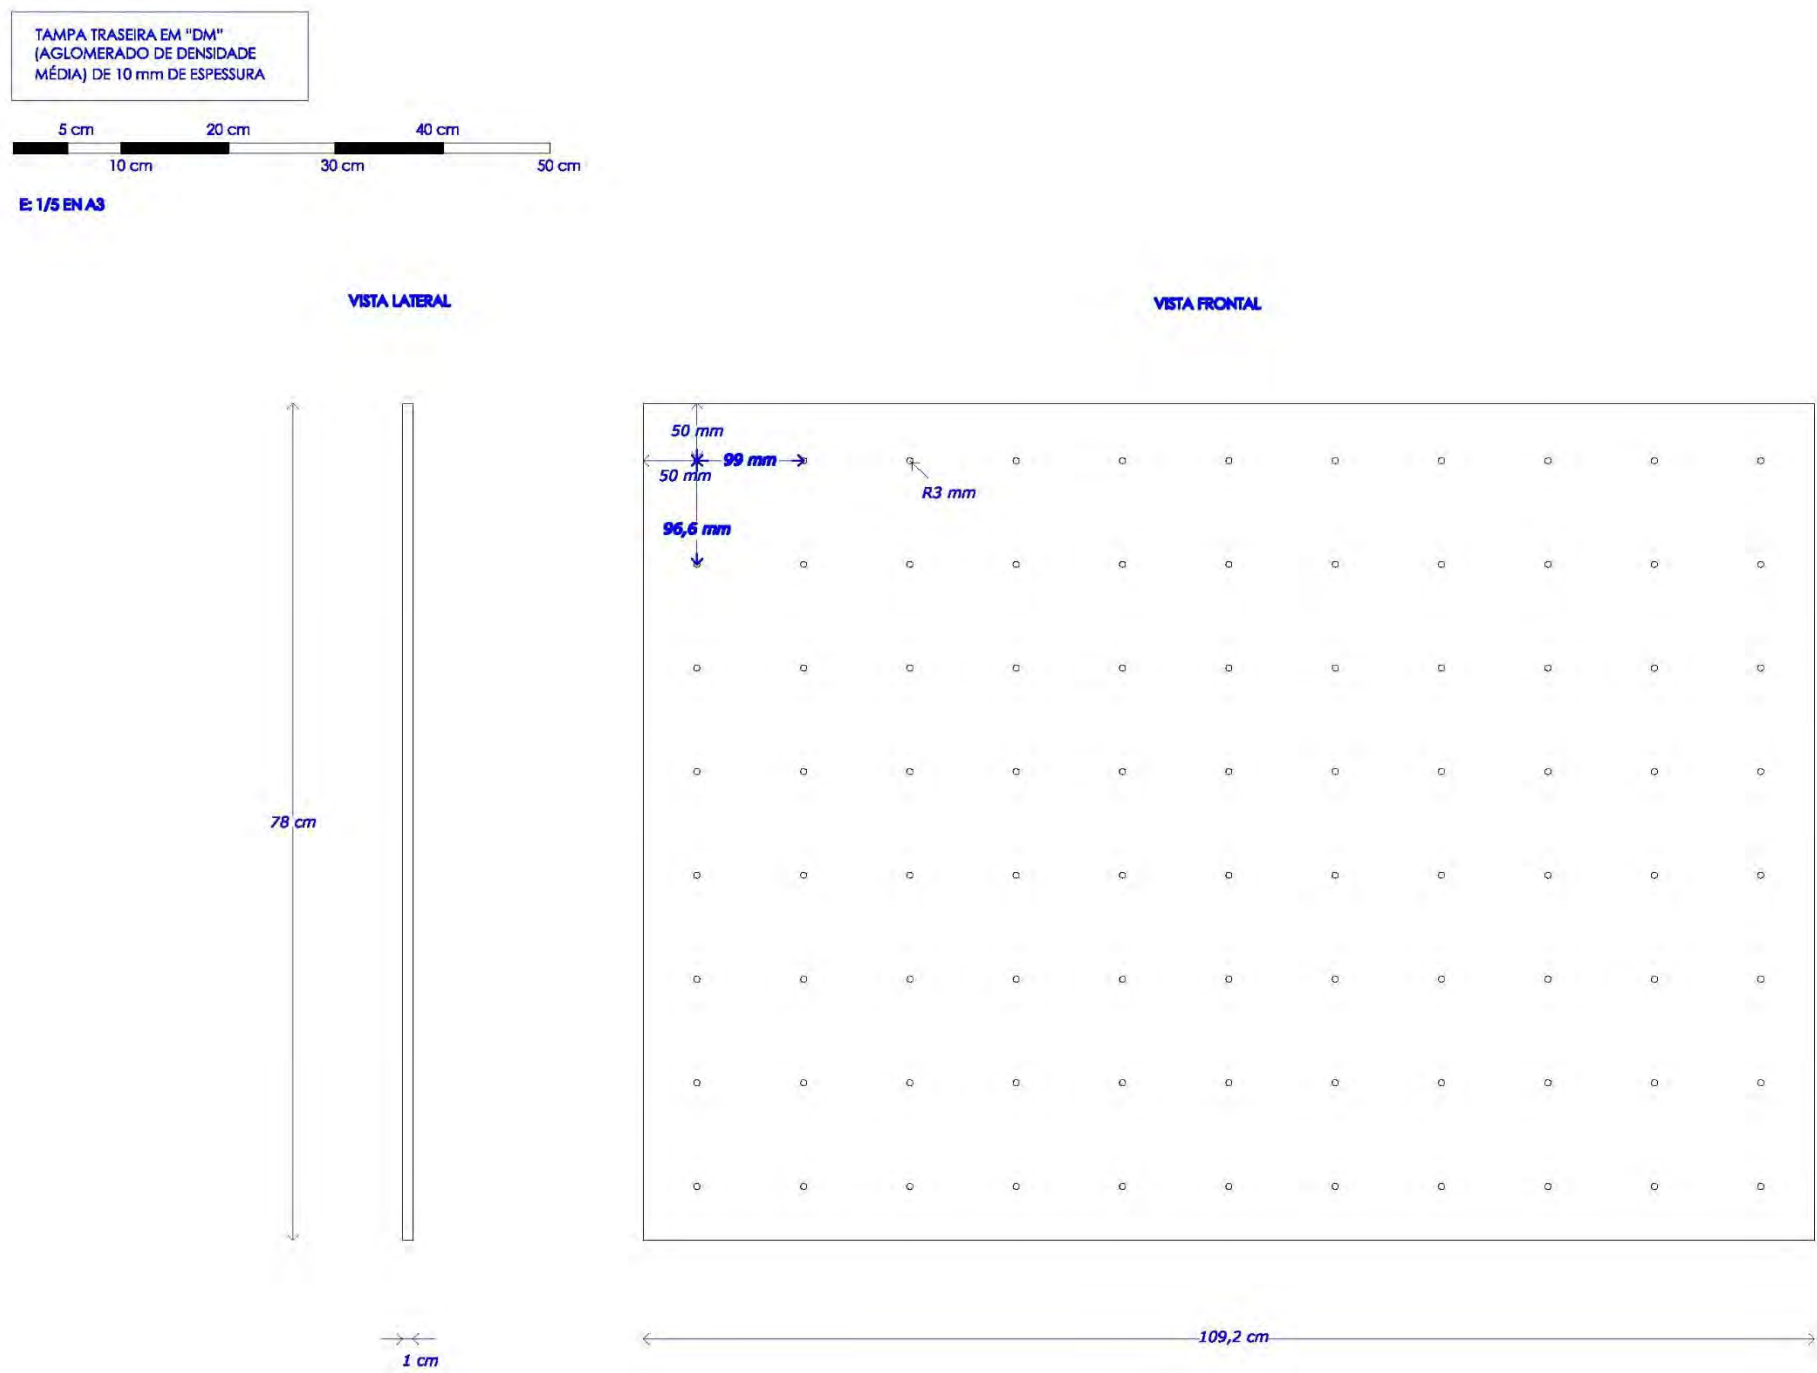 TAMPA TRASEIRA EM "DM"
(AGLOMERADO DE DENSIDADE
MÉDIA) DE 10 mm DE ESPESSURA
5 cm 20 cm 40 cm
10 cm 30 cm 50 cm
E: 1/5 EN A3
VISTA LATERAL
VISTA FRONTAL
50 mm
99 mm
50 mm
R3 mm
96,6 mm
78 cm
109,2 cm
1 cm